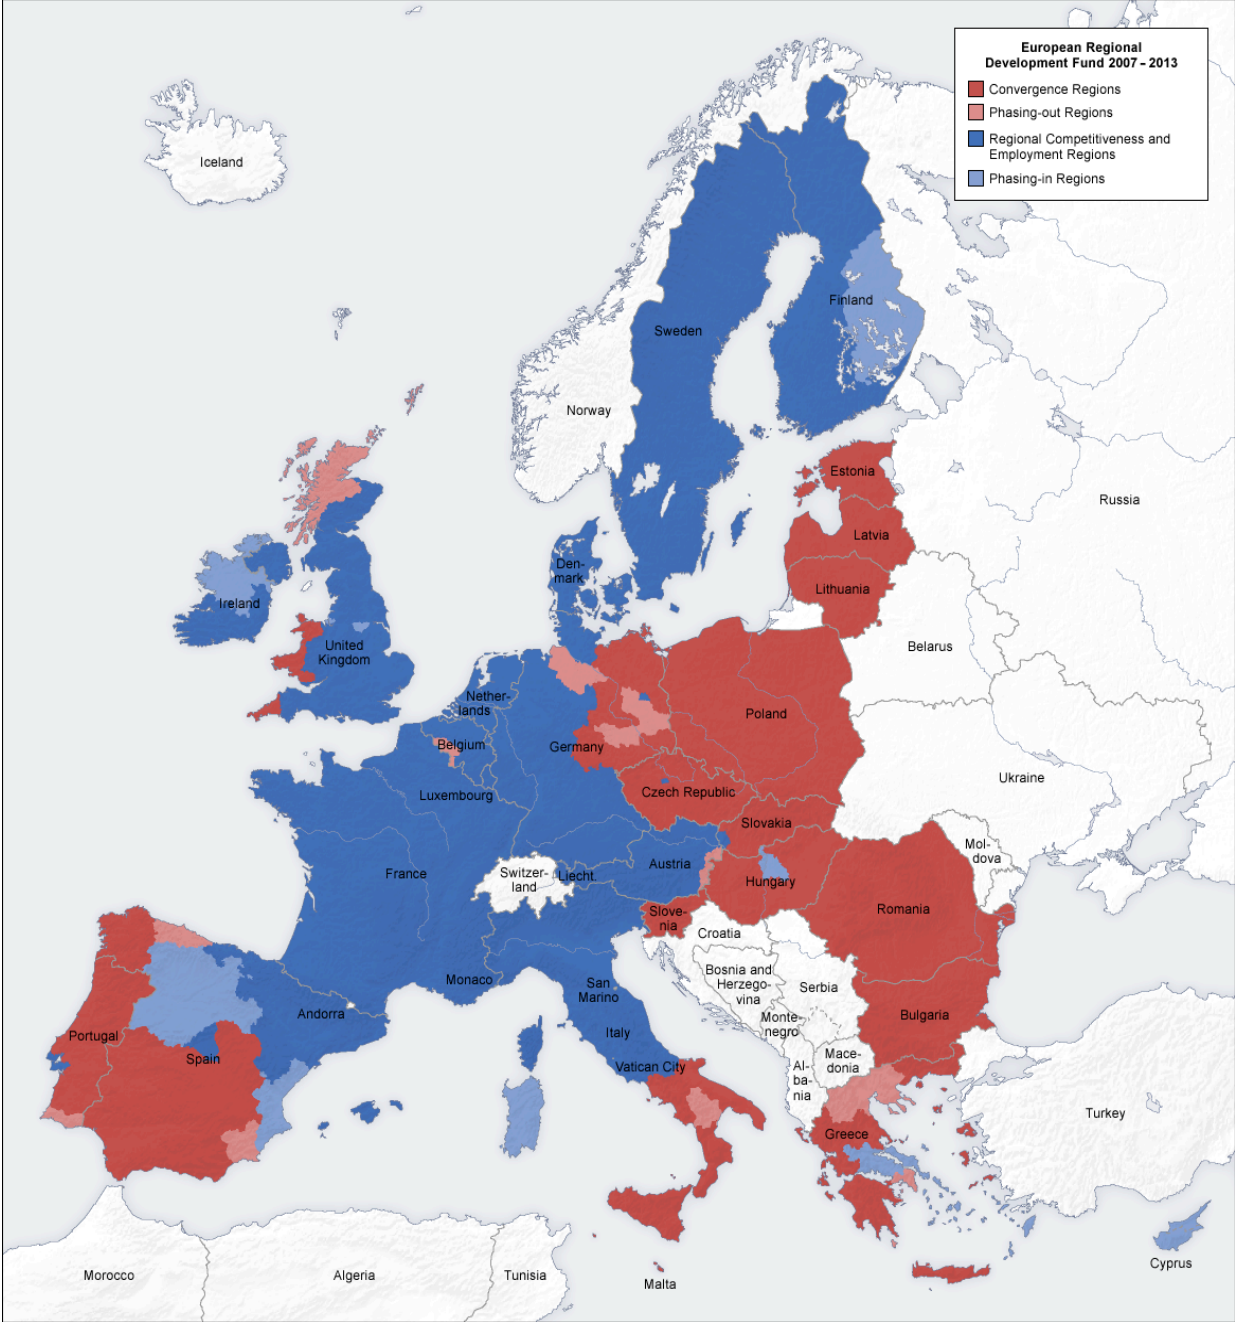 European Regional
Development Fund 2007 - 2013
Convergence Regions
Phasing-out Regions
Regional Competitiveness and
Employment Regions
Phasing-in Regions
Iceland
Finland
Sweden
Norway
Estonia
Russia
Latvia
Den-
mark
Lithuania
Ireland
United
Kingdom
Belarus
Nether-
lands
Poland
Belgium
Germany
Ukraine
Czech Republic
Luxembourg
Slovakia
Mol-
dova
Austria
France
Switzer-
land
Liecht.
Hungary
Romania
Slove-
nia
Croatia
Bosnia and
Herzego-
vina
Monaco
San
Marino
Serbia
Andorra
Bulgaria
Monte-
negro
Portugal
Italy
Spain
Vatican City
Mace-
donia
Al-
ba-
nia
Turkey
Greece
Cyprus
Morocco
Algeria
Tunisia
Malta